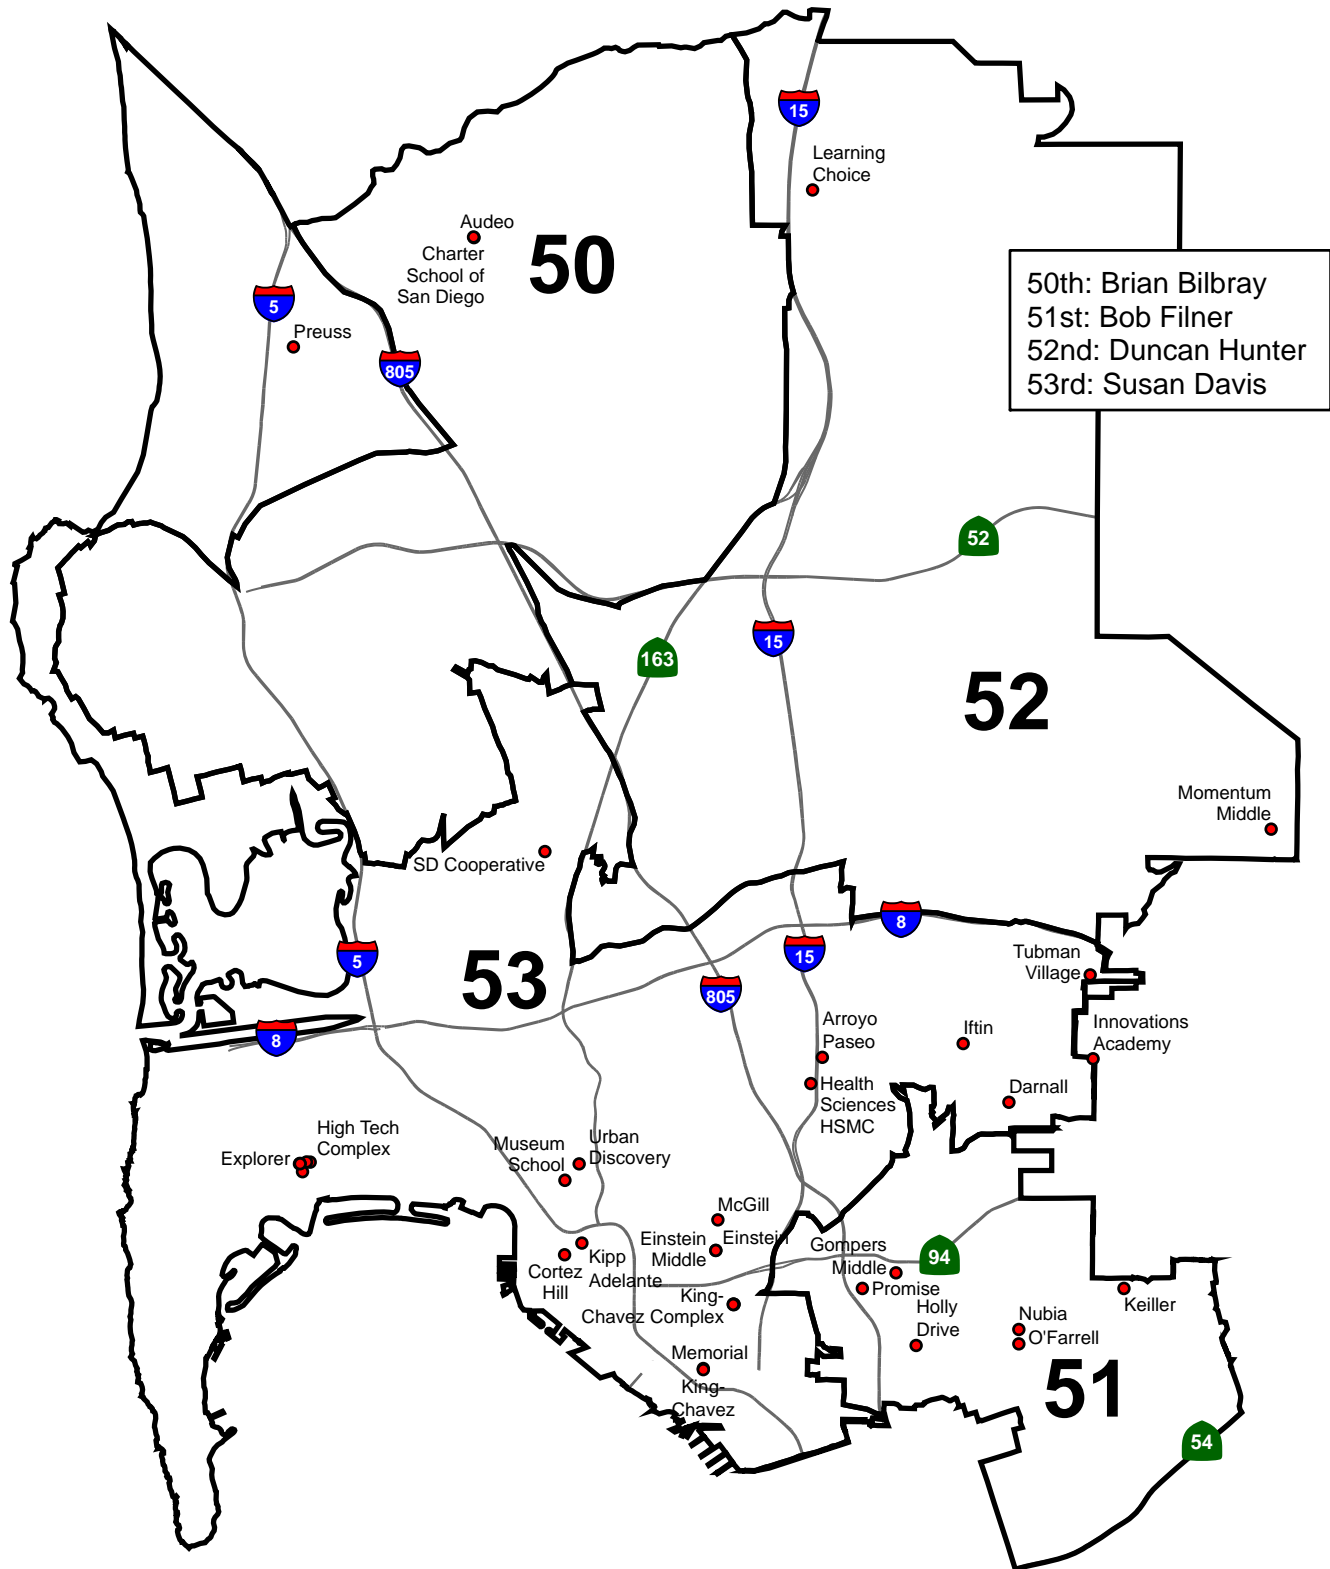 15
Learning
Choice
Audeo
Charter
School of
San Diego
50
50th: Brian Bilbray
51st: Bob Filner
52nd: Duncan Hunter
53rd: Susan Davis
5
Preuss
805
52
15
163
52
Momentum
Middle
SD Cooperative
8
5
53
15
805
Tubman
Village
8
Arroyo
Paseo
Iftin
Innovations
Academy
Health
Sciences
HSMC
Darnall
High Tech
Complex
Explorer
Museum
School
Urban
Discovery
McGill
Einstein
Middle
Einstein
Gompers
Middle
94
Cortez
Hill
Kipp
Adelante
Promise
Keiller
King-
Chavez Complex
Holly
Drive
Nubia
O'Farrell
Memorial
King-
Chavez
51
54